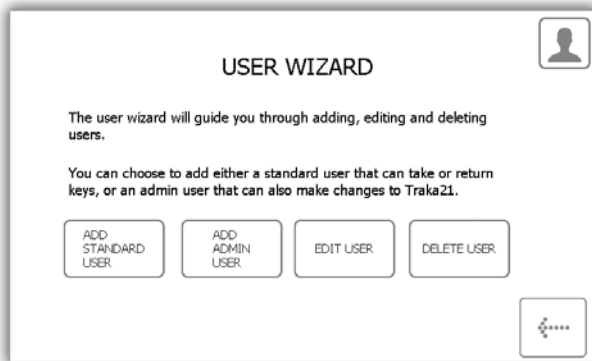 USER WIZARD
The user wizard will guide you through adding, editing and deleting
users.
You can choose to add either a standard user that can take or return
keys, or an admin user that can also make changes to Traka21.
ADD
STANDARD
USER
ADD
ADMIN
USER
EDIT USER
DELETE USER